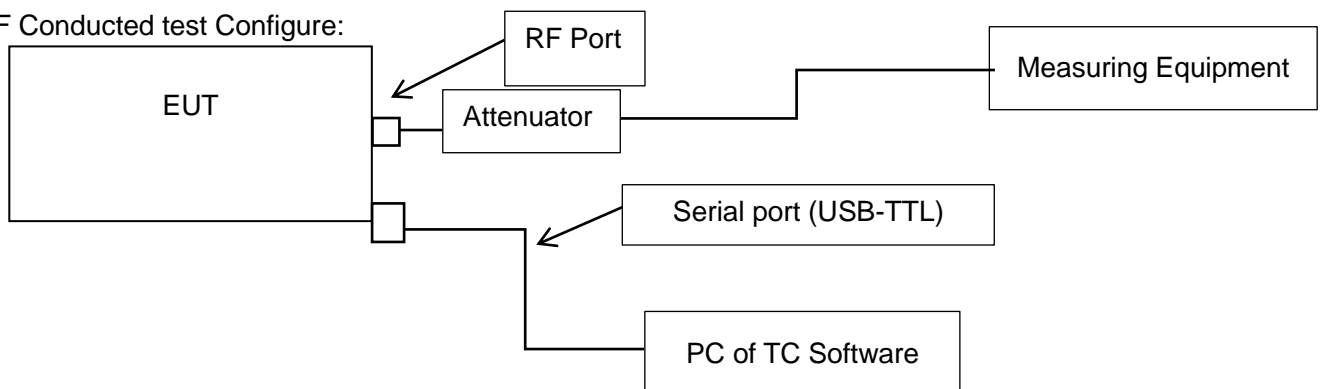 F Conducted test Configure:
RF Port
EUT
Attenuator
Measuring Equipment
Serial port (USB-TTL)
PC of TC Software